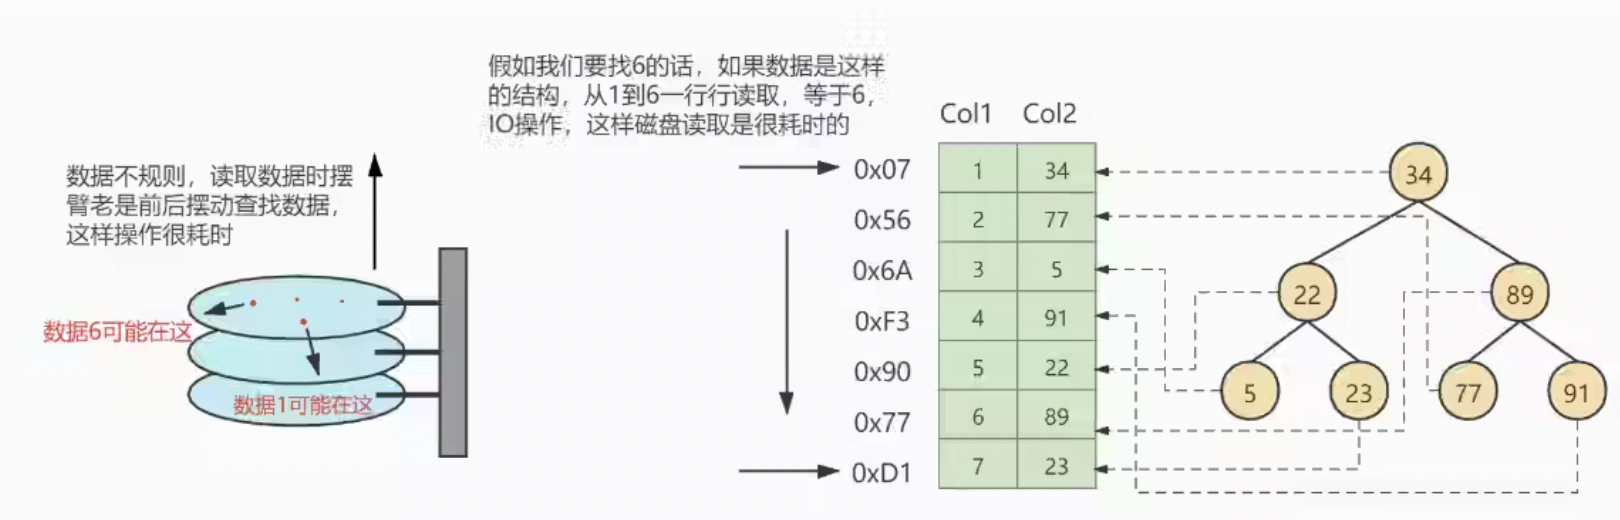 假如我们要找6的话，如果数据是这样
的结构，从1到6一行行读取，等于6，
IO操作，这样磁盘读取是很耗时的
数据不规则，读取数据时摆
臂老是前后摆动查找数据，
这样操作很耗时
数据6可能在这
数据1可能在这
Col1 Col2
0x07 1 34
0x56 2 77
0x6A 3 5
0xF3 4 91
0x90 5 22
0x77 6 89
0xD1 7 23
34
22 89
5 23 77 91